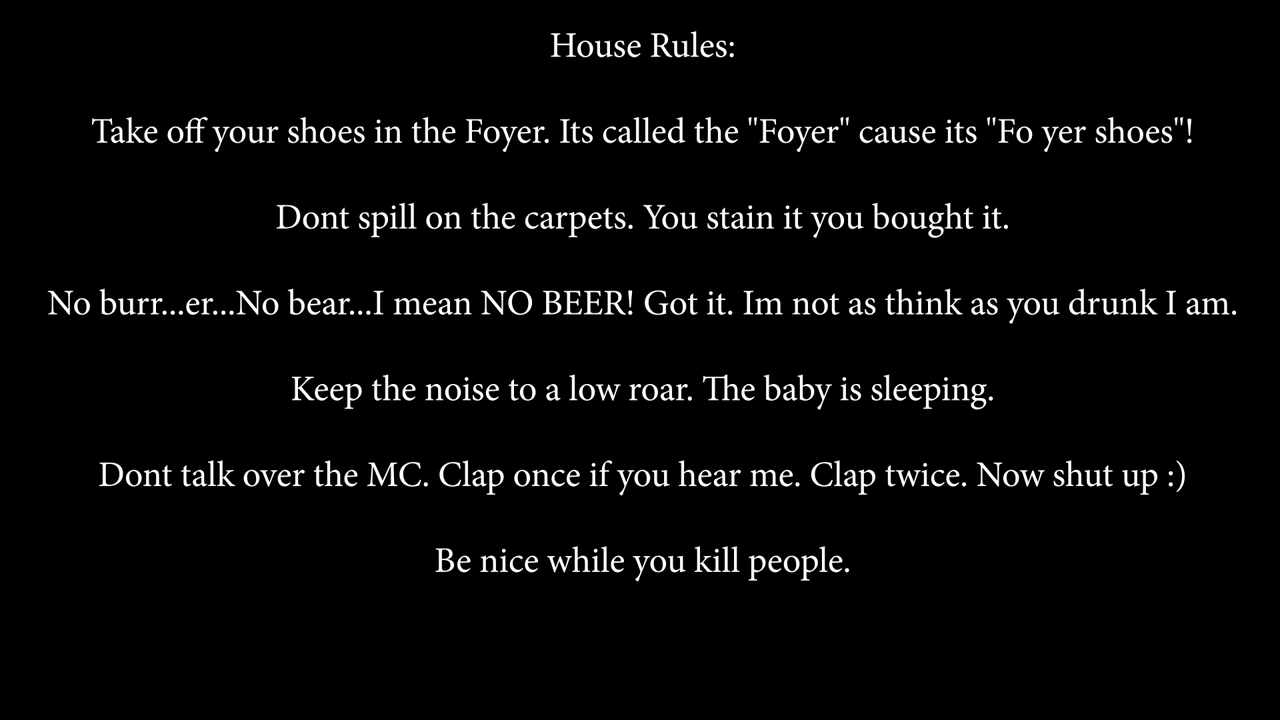 House Rules:
Take off your shoes in the Foyer. Its called the "Foyer" cause its "Fo yer shoes"!
Dont spill on the carpets. You stain it you bought it.
No burr...er...No bear...I mean NO BEER! Got it. Im not as think as you drunk I am.
Keep the noise to a low roar. The baby is sleeping.
Dont talk over the MC. Clap once if you hear me. Clap twice. Now shut up :)
Be nice while you kill people.